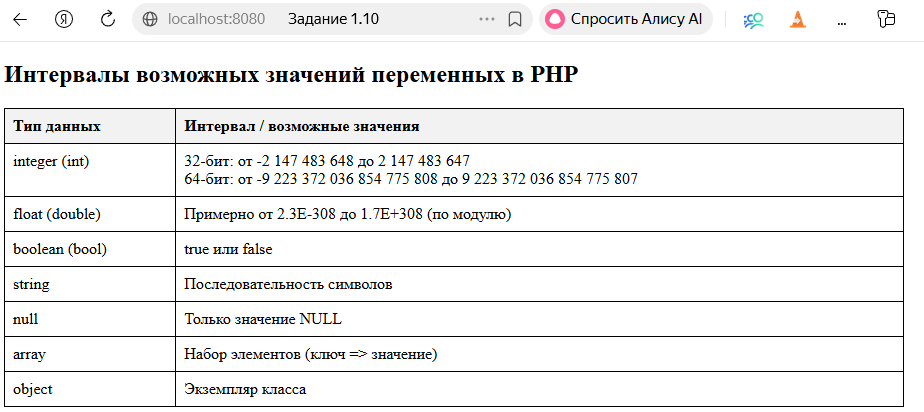 localhost:8080 Задание 1.10 Спросить Алису AI
Интервалы возможных значений переменных в PHP
Тип данных Интервал / возможные значения
integer (int) 32-бит: от -2 147 483 648 до 2 147 483 647
64-бит: от -9 223 372 036 854 775 808 до 9 223 372 036 854 775 807
float (double) Примерно от 2.3E-308 до 1.7E+308 (по модулю)
boolean (bool) true или false
string Последовательность символов
null Только значение NULL
array Набор элементов (ключ => значение)
object Экземпляр класса